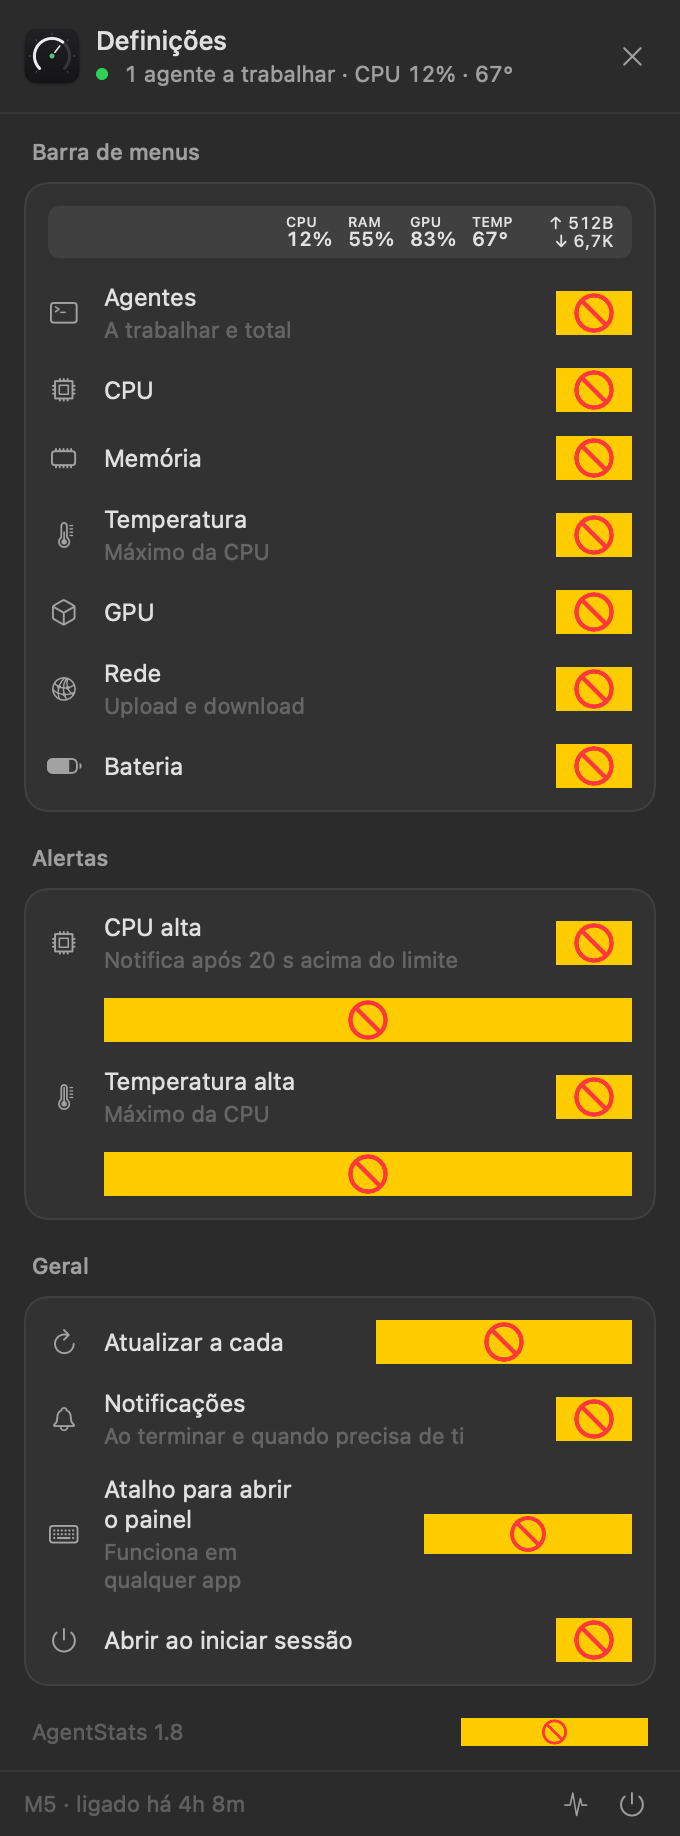 Definições
1 agente a trabalhar · CPU 12% · 67°
Barra de menus
CPU RAM GPU TEMP ↑ 512B
12% 55% 83% 67° ↓ 6,7K
Agentes
A trabalhar e total
CPU
Memória
Temperatura
Máximo da CPU
GPU
Rede
Upload e download
Bateria
Alertas
CPU alta
Notifica após 20 s acima do limite
Temperatura alta
Máximo da CPU
Geral
Atualizar a cada
Notificações
Ao terminar e quando precisa de ti
Atalho para abrir
o painel
Funciona em
qualquer app
Abrir ao iniciar sessão
AgentStats 1.8
M5 · ligado há 4h 8m